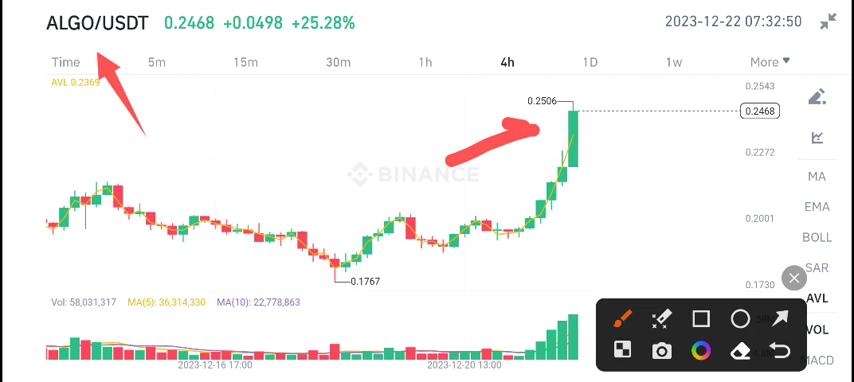 ALGO/USDT 0.2468 +0.0498 +25.28% 2023-12-22 07:32:50
Time 5m 15m 30m 1h 4h 1D 1w More
AVL 0.2369
0.2543
0.2506
0.2468
0.2272
BINANCE
MA
EMA
0.2001
BOLL
SAR
0.1767
0.1730
AVL
Vol: 58,031,317 MA(5): 36,314,330 MA(10): 22,778,863
VOL
MACD
2023-12-16 17:00 2023-12-20 13:00